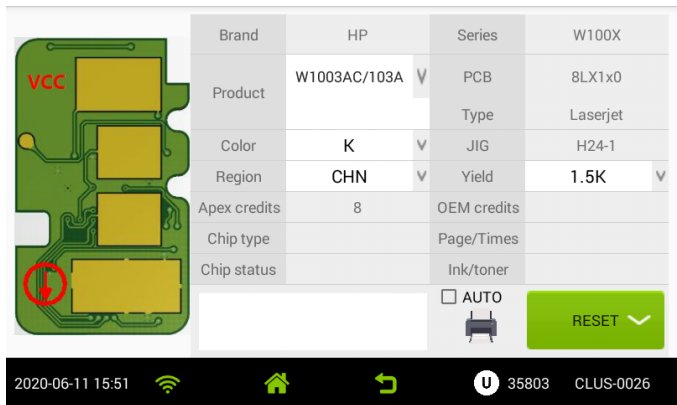 Brand HP Series W100X
VCC
Product W1003AC/103A PCB 8LX1x0
Type Laserjet
Color K JIG H24-1
Region CHN Yield 1.5K
Apex credits 8 OEM credits
Chip type Page/Times
Chip status Ink/toner
AUTO
RESET
2020-06-11 15:51 U 35803 CLUS-0026